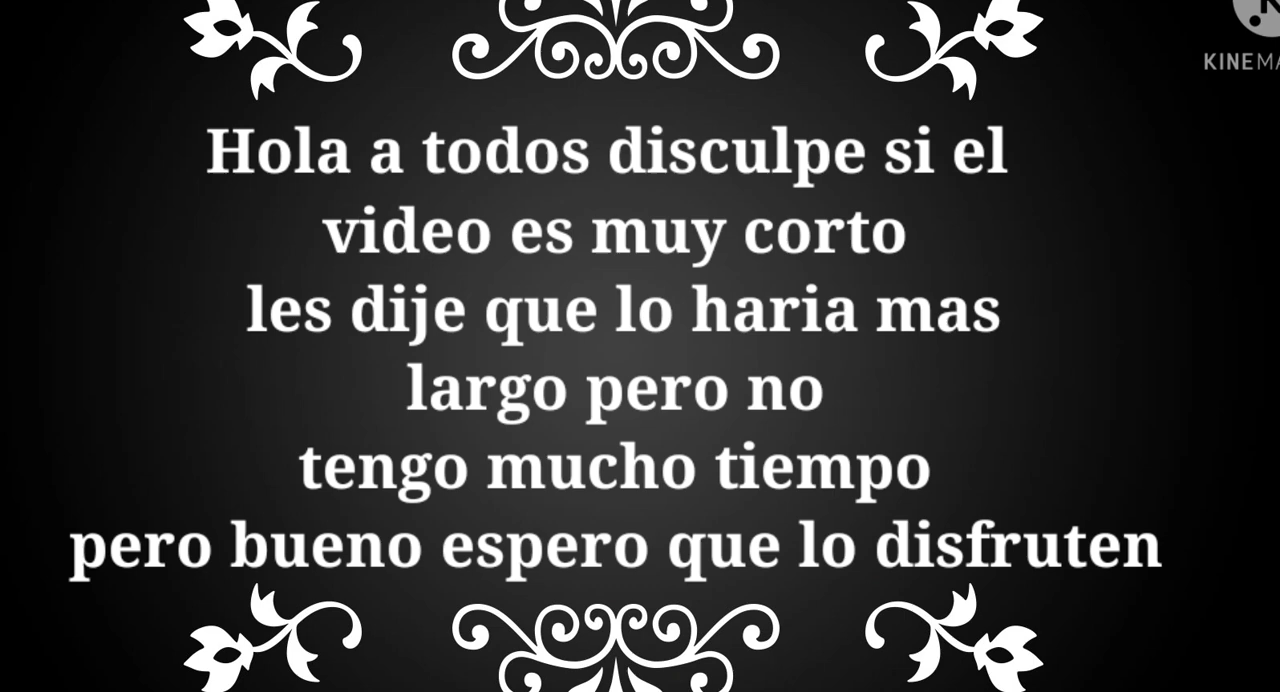 KINEMA
Hola a todos disculpe si el
video es muy corto
les dije que lo haria mas
largo pero no
tengo mucho tiempo
pero bueno espero que lo disfruten